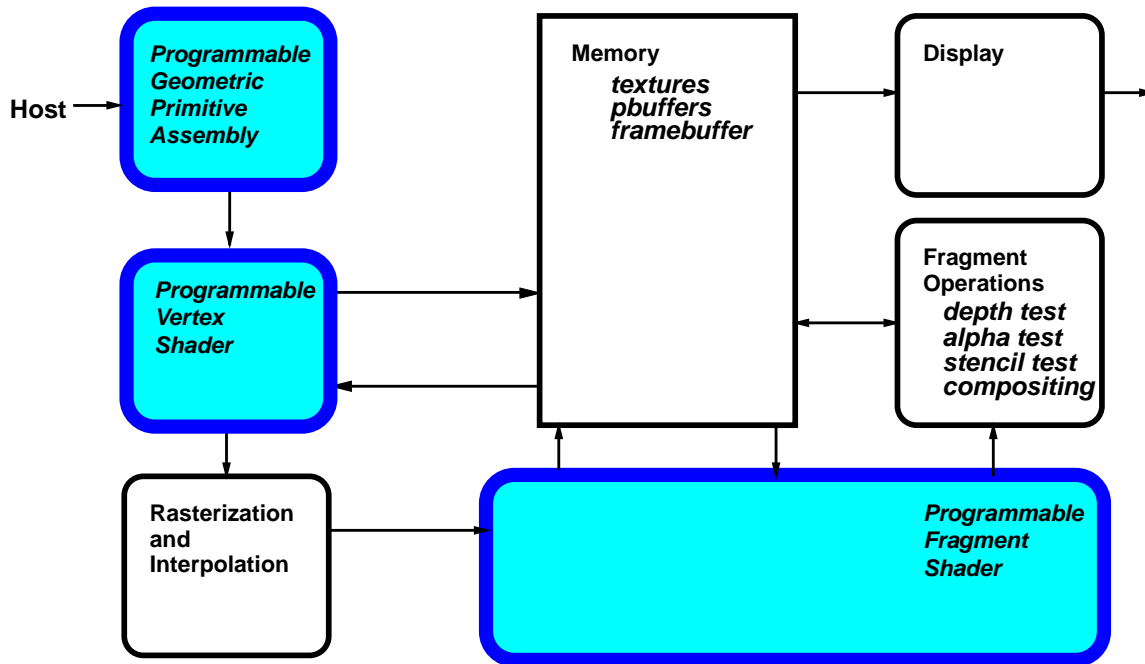 Host
Programmable
Geometric
Primitive
Assembly
Memory
textures
pbuffers
framebuffer
Display
Programmable
Vertex
Shader
Fragment
Operations
depth test
alpha test
stencil test
compositing
Rasterization
and
Interpolation
Programmable
Fragment
Shader